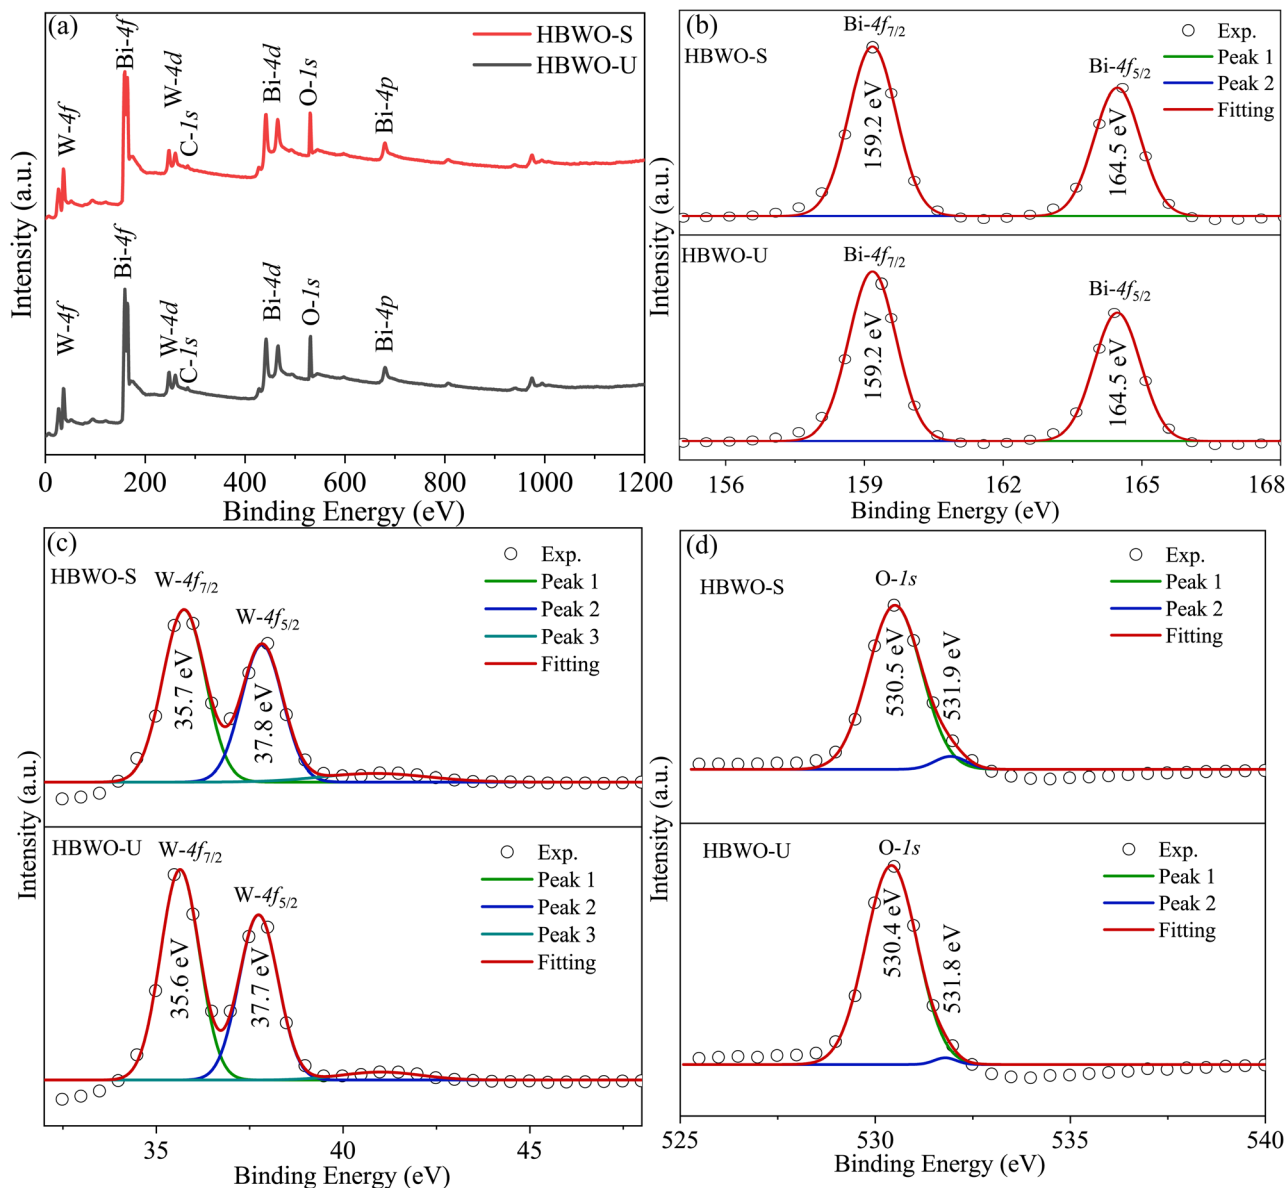 (a)
HBWO-S
HBWO-U
W-4f
Bi-4f
W-4d
C-1s
Bi-4d
O-1s
Bi-4p
W-4f
Bi-4f
W-4d
C-1s
Bi-4d
O-1s
Bi-4p
Intensity (a.u.)
0 200 400 600 800 1000 1200
Binding Energy (eV)
(b)
HBWO-S
Bi-4f7/2
159.2 eV
Bi-4f5/2
164.5 eV
Exp.
Peak 1
Peak 2
Fitting
HBWO-U
Bi-4f7/2
159.2 eV
Bi-4f5/2
164.5 eV
Intensity (a.u.)
156 159 162 165 168
Binding Energy (eV)
(c)
HBWO-S
W-4f7/2
35.7 eV
W-4f5/2
37.8 eV
Exp.
Peak 1
Peak 2
Peak 3
Fitting
HBWO-U
W-4f7/2
35.6 eV
W-4f5/2
37.7 eV
Exp.
Peak 1
Peak 2
Peak 3
Fitting
Intensity (a.u.)
35 40 45
Binding Energy (eV)
(d)
HBWO-S
O-1s
530.5 eV
531.9 eV
Exp.
Peak 1
Peak 2
Fitting
HBWO-U
O-1s
530.4 eV
531.8 eV
Exp.
Peak 1
Peak 2
Fitting
Intensity (a.u.)
525 530 535 540
Binding Energy (eV)